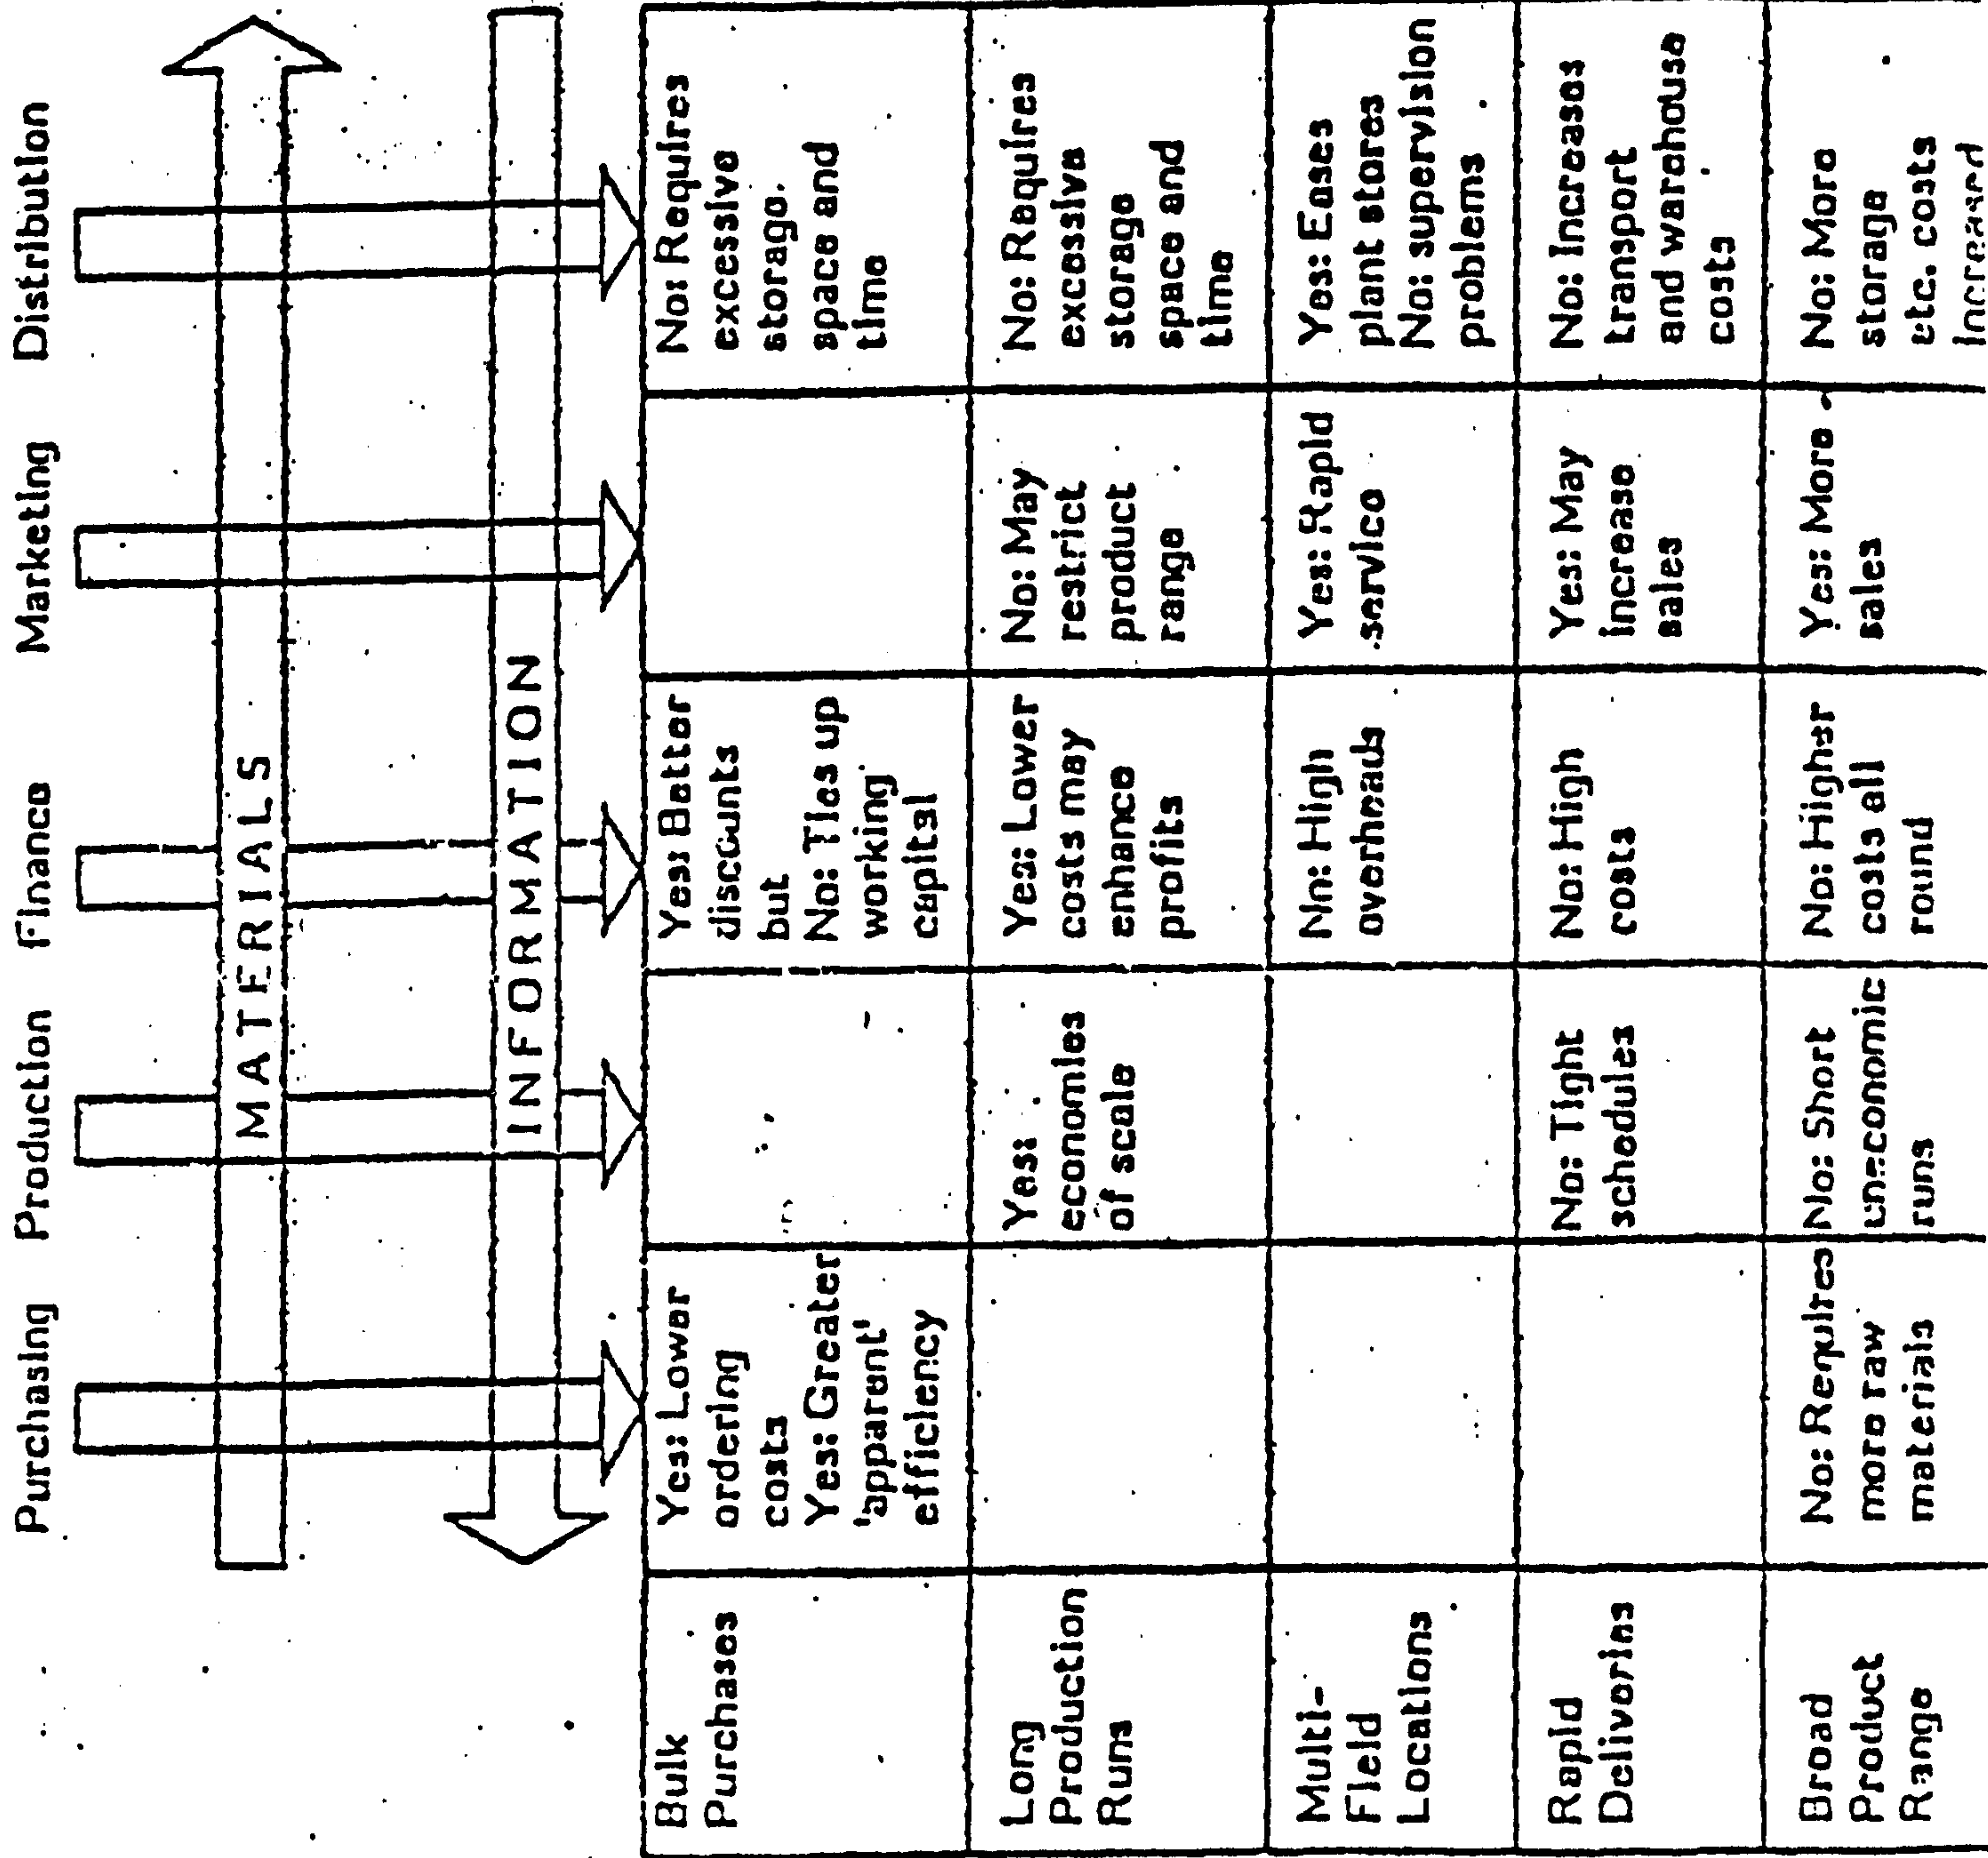 Purchasing Production Finance Marketing Distribution
MATERIALS
INFORMATION
Bulk
Purchases
Yes: Lower
ordering
costs
Yes: Greater
'apparent'
efficiency
Yes: Better
discounts
but
No: Ties up
working
capital
No: Requires
excessive
storage.
space and
time
Long
Production
Runs
Yes:
economies
of scale
Yes: Lower
costs may
enhance
profits
No: May
restrict
product
range
No: Requires
excessive
storage
space and
time
Multi-
Field
Locations
No: High
overheads
Yes: Rapid
service
Yes: Eases
plant stores
No: supervision
problems
Rapid
Deliveries
No: Tight
schedules
No: High
costs
Yes: May
increase
sales
No: Increases
transport
and warehouse
costs
Broad
Product
Range
No: Requires
more raw
materials
No: Short
uneconomic
runs
No: Higher
costs all
round
Yes: More
sales
No: More
storage
etc. costs
increased